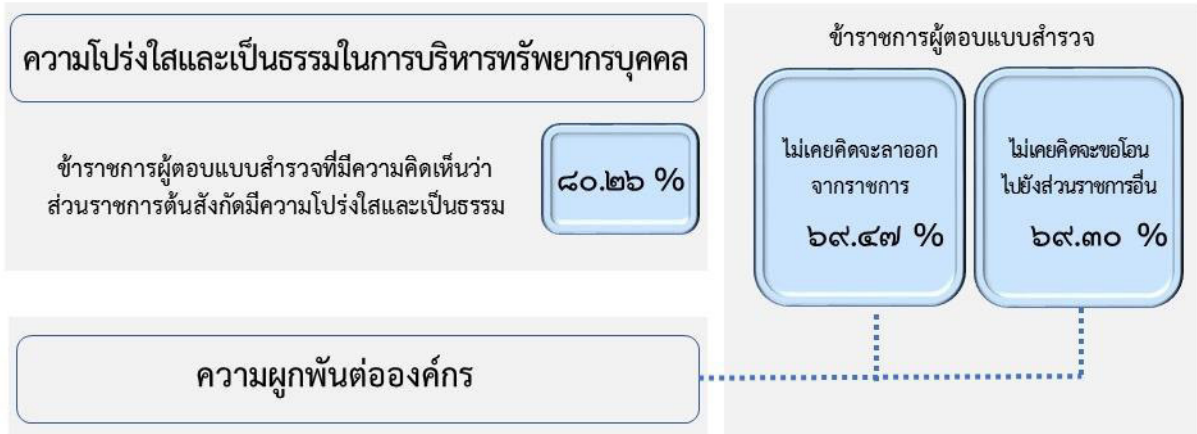 ความโปร่งใสและเป็นธรรมในการบริหารทรัพยากรบุคคล
ข้าราชการผู้ตอบแบบสำรวจที่มีความคิดเห็นว่า
ส่วนราชการต้นสังกัดมีความโปร่งใสและเป็นธรรม
๘๐.๒๖ %
ความผูกพันต่อองค์กร
ข้าราชการผู้ตอบแบบสำรวจ
ไม่เคยคิดจะลาออก
จากราชการ
๖๙.๔๗ %
ไม่เคยคิดจะขอโอน
ไปยังส่วนราชการอื่น
๖๙.๓๐ %